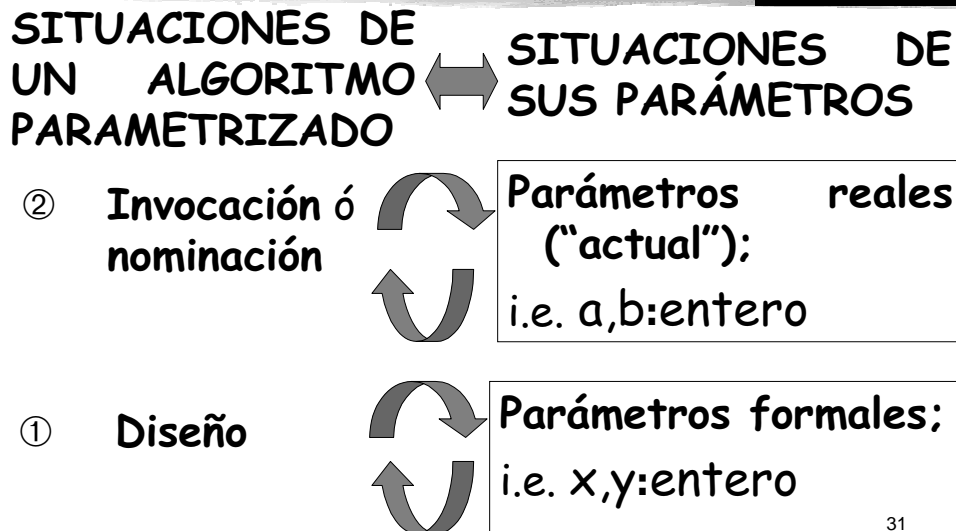 SITUACIONES DE
UN ALGORITMO
PARAMETRIZADO
SITUACIONES DE
SUS PARÁMETROS
② Invocación ó
nominación
Parámetros reales
(“actual”);
i.e. a,b:entero
① Diseño
Parámetros formales;
i.e. x,y:entero
31